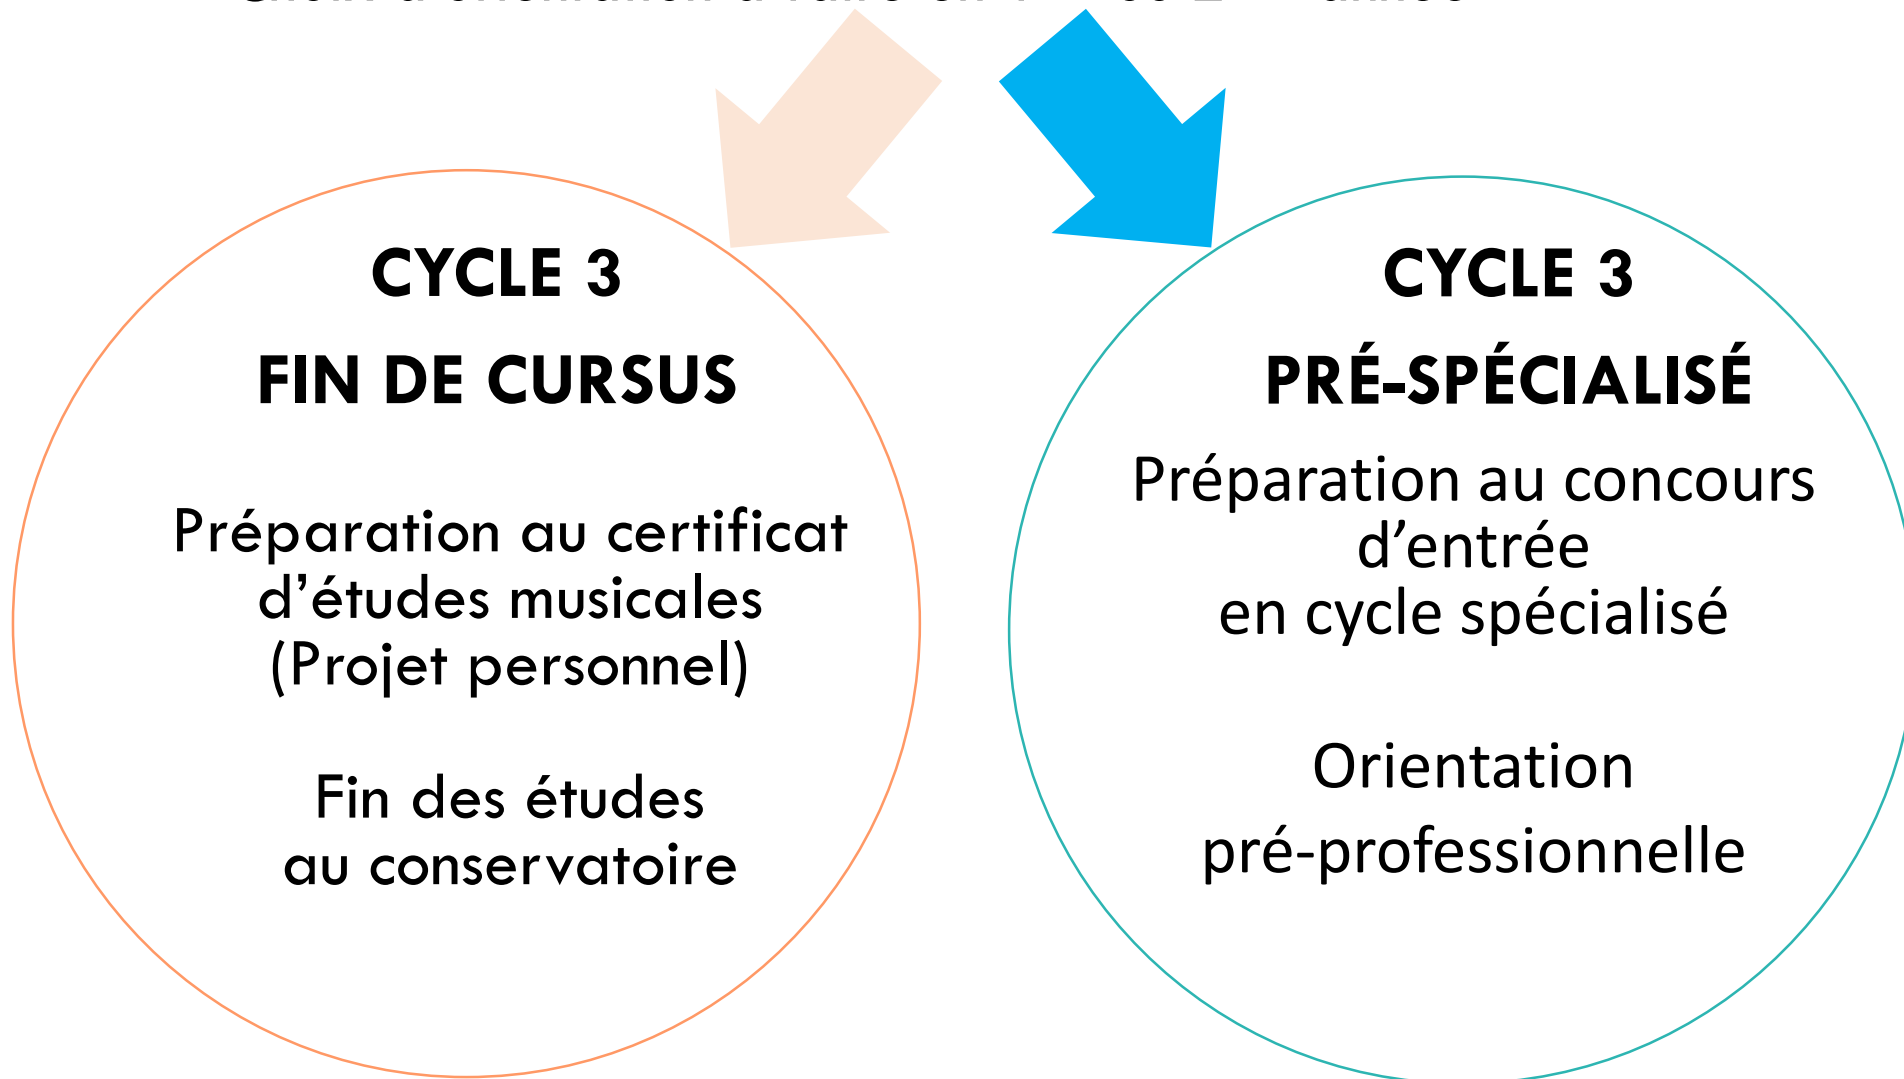 CYCLE 3
FIN DE CURSUS
Préparation au certificat
d’études musicales
(Projet personnel)
Fin des études
au conservatoire
CYCLE 3
PRÉ-SPÉCIALISÉ
Préparation au concours
d’entrée
en cycle spécialisé
Orientation
pré-professionnelle